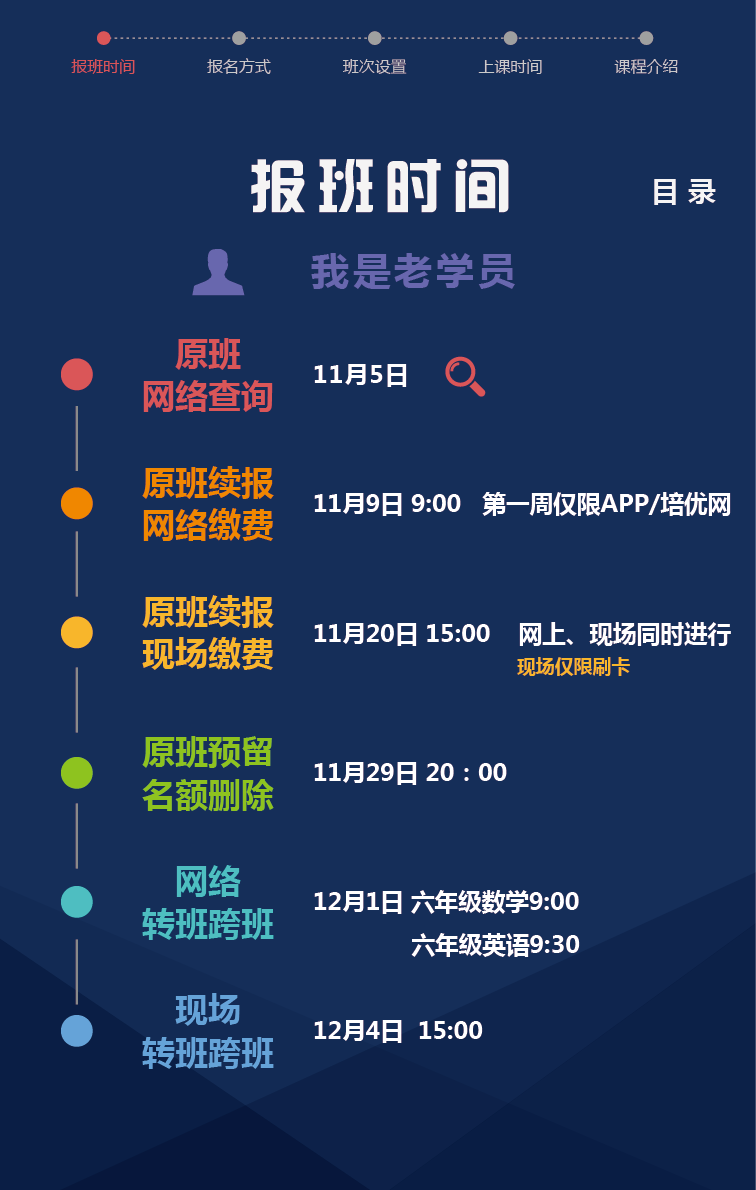 报班时间 报名方式 班次设置 上课时间 课程介绍
报班时间
目录
我是老学员
原班
网络查询
11月5日
原班续报
网络缴费
11月9日 9:00 第一周仅限APP/培优网
原班续报
现场缴费
11月20日 15:00 网上、现场同时进行
现场仅限刷卡
原班预留
名额删除
11月29日 20：00
网络
转班跨班
12月1日 六年级数学9:00
六年级英语9:30
现场
转班跨班
12月4日 15:00